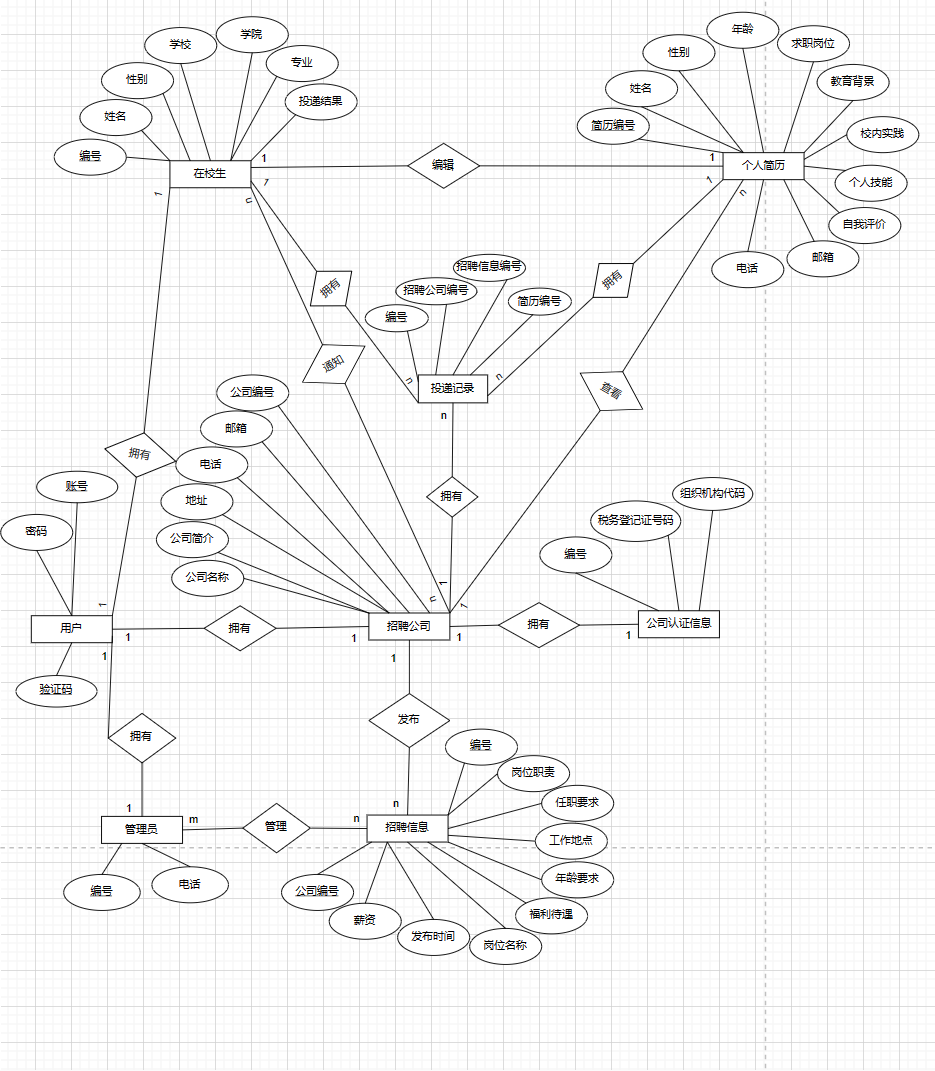 年龄
学院
求职岗位
学校
性别
专业
性别
教育背景
姓名
投递结果
姓名
简历编号
校内实践
编号
1
在校生
编辑
1
个人简历
1
1
n
1
n
个人技能
自我评价
邮箱
电话
招聘信息编号
招聘公司编号
简历编号
编号
拥有
拥有
通知
查看
n
投递记录
n
n
公司编号
邮箱
电话
地址
公司简介
公司名称
拥有
账号
密码
拥有
组织机构代码
税务登记证号码
编号
1
n
1
1
用户
1
拥有
1
招聘公司
1
拥有
1
公司认证信息
1
1
验证码
发布
拥有
编号
岗位职责
任职要求
工作地点
年龄要求
福利待遇
n
1
管理员
m
管理
n
招聘信息
编号
电话
公司编号
薪资
发布时间
岗位名称